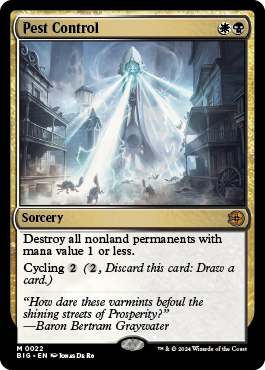 Pest Control
Sorcery
Destroy all nonland permanents with
mana value 1 or less.
Cycling 2 (2, Discard this card: Draw a
card.)
“How dare these varmints befoul the
shining streets of Prosperity?”
—Baron Bertram Graywater
M 0022
BIG • EN Jonas De Ro
™ & © 2024 Wizards of the Coast